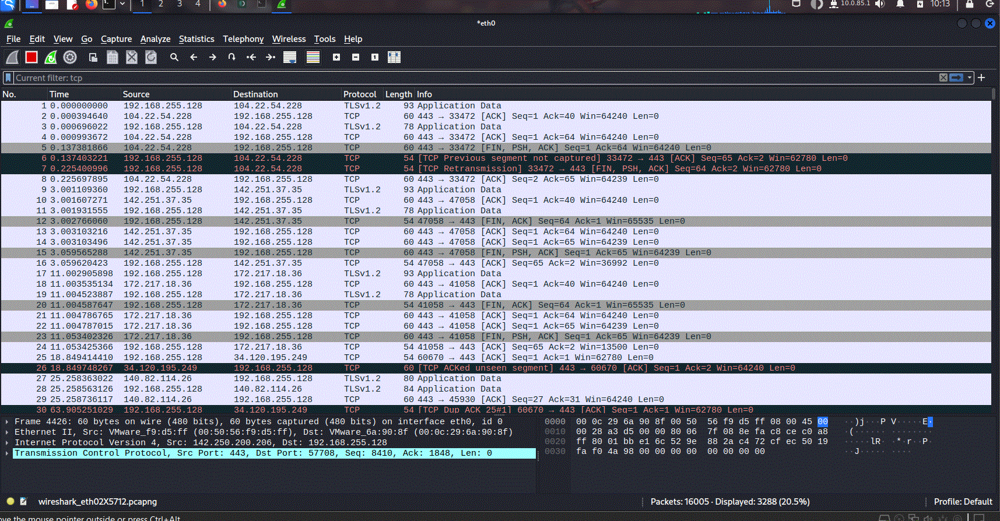 1 2 3 4 10.0.85.1 10:13
*eth0
File Edit View Go Capture Analyze Statistics Telephony Wireless Tools Help
Current filter: tcp
No. Time Source Destination Protocol Length Info
1 0.000000000 192.168.255.128 104.22.54.228 TLSv1.2 93 Application Data
2 0.000394640 104.22.54.228 192.168.255.128 TCP 60 443 → 33472 [ACK] Seq=1 Ack=40 Win=64240 Len=0
3 0.000696022 192.168.255.128 104.22.54.228 TLSv1.2 78 Application Data
4 0.000993672 104.22.54.228 192.168.255.128 TCP 60 443 → 33472 [ACK] Seq=1 Ack=64 Win=64240 Len=0
5 0.137381866 104.22.54.228 192.168.255.128 TCP 60 443 → 33472 [FIN, PSH, ACK] Seq=1 Ack=64 Win=64240 Len=0
6 0.137403221 192.168.255.128 104.22.54.228 TCP 54 [TCP Previous segment not captured] 33472 → 443 [ACK] Seq=65 Ack=2 Win=62780 Len=0
7 0.225400996 192.168.255.128 104.22.54.228 TCP 54 [TCP Retransmission] 33472 → 443 [FIN, PSH, ACK] Seq=64 Ack=2 Win=62780 Len=0
8 0.225697895 104.22.54.228 192.168.255.128 TCP 60 443 → 33472 [ACK] Seq=2 Ack=65 Win=64239 Len=0
9 3.001109360 192.168.255.128 142.251.37.35 TLSv1.2 93 Application Data
10 3.001607271 142.251.37.35 192.168.255.128 TCP 60 443 → 47058 [ACK] Seq=1 Ack=40 Win=64240 Len=0
11 3.001931555 192.168.255.128 142.251.37.35 TLSv1.2 78 Application Data
12 3.002766060 192.168.255.128 142.251.37.35 TCP 54 47058 → 443 [FIN, ACK] Seq=64 Ack=1 Win=65535 Len=0
13 3.003103216 142.251.37.35 192.168.255.128 TCP 60 443 → 47058 [ACK] Seq=1 Ack=64 Win=64240 Len=0
14 3.003103496 142.251.37.35 192.168.255.128 TCP 60 443 → 47058 [ACK] Seq=1 Ack=65 Win=64239 Len=0
15 3.059565288 142.251.37.35 192.168.255.128 TCP 60 443 → 47058 [FIN, PSH, ACK] Seq=1 Ack=65 Win=64239 Len=0
16 3.059620423 192.168.255.128 142.251.37.35 TCP 54 47058 → 443 [ACK] Seq=65 Ack=2 Win=36992 Len=0
17 11.002905898 192.168.255.128 172.217.18.36 TLSv1.2 93 Application Data
18 11.003535134 172.217.18.36 192.168.255.128 TCP 60 443 → 41058 [ACK] Seq=1 Ack=40 Win=64240 Len=0
19 11.004523887 192.168.255.128 172.217.18.36 TLSv1.2 78 Application Data
20 11.004587647 192.168.255.128 172.217.18.36 TCP 54 41058 → 443 [FIN, ACK] Seq=64 Ack=1 Win=65535 Len=0
21 11.004786765 172.217.18.36 192.168.255.128 TCP 60 443 → 41058 [ACK] Seq=1 Ack=64 Win=64240 Len=0
22 11.004787015 172.217.18.36 192.168.255.128 TCP 60 443 → 41058 [ACK] Seq=1 Ack=65 Win=64239 Len=0
23 11.053402326 172.217.18.36 192.168.255.128 TCP 60 443 → 41058 [FIN, PSH, ACK] Seq=1 Ack=65 Win=64239 Len=0
24 11.053425366 192.168.255.128 172.217.18.36 TCP 54 41058 → 443 [ACK] Seq=65 Ack=2 Win=13500 Len=0
25 18.849414410 192.168.255.128 34.120.195.249 TCP 54 60670 → 443 [ACK] Seq=1 Ack=1 Win=62780 Len=0
26 18.849748267 34.120.195.249 192.168.255.128 TCP 60 [TCP ACKed unseen segment] 443 → 60670 [ACK] Seq=1 Ack=2 Win=64240 Len=0
27 25.258363022 140.82.114.26 192.168.255.128 TLSv1.2 80 Application Data
28 25.258563126 192.168.255.128 140.82.114.26 TLSv1.2 84 Application Data
29 25.258736117 140.82.114.26 192.168.255.128 TCP 60 443 → 45930 [ACK] Seq=27 Ack=31 Win=64240 Len=0
30 63.905251029 192.168.255.128 34.120.195.249 TCP 54 [TCP Dup ACK 25#1] 60670 → 443 [ACK] Seq=1 Ack=1 Win=62780 Len=0
Frame 4426: 60 bytes on wire (480 bits), 60 bytes captured (480 bits) on interface eth0, id 0
Ethernet II, Src: VMware_f9:d5:ff (00:50:56:f9:d5:ff), Dst: VMware_6a:90:8f (00:0c:29:6a:90:8f)
Internet Protocol Version 4, Src: 142.250.200.206, Dst: 192.168.255.128
Transmission Control Protocol, Src Port: 443, Dst Port: 57708, Seq: 8410, Ack: 1848, Len: 0
0000 00 0c 29 6a 90 8f 00 50 56 f9 d5 ff 08 00 45 00 ··)j···P V·····E·
0010 00 28 a3 d5 00 00 80 06 7f 08 8e fa c8 ce c0 a8 ·(······ ········
0020 ff 80 01 bb e1 6c 52 9e 88 2a c4 72 cf ec 50 19 ·····lR· ·*·r··P·
0030 fa f0 4a 98 00 00 00 00 00 00 00 00 ··J····· ····
wireshark_eth02X5712.pcapng Packets: 16005 · Displayed: 3288 (20.5%) Profile: Default
ove the mouse pointer outside or press Ctrl+Alt